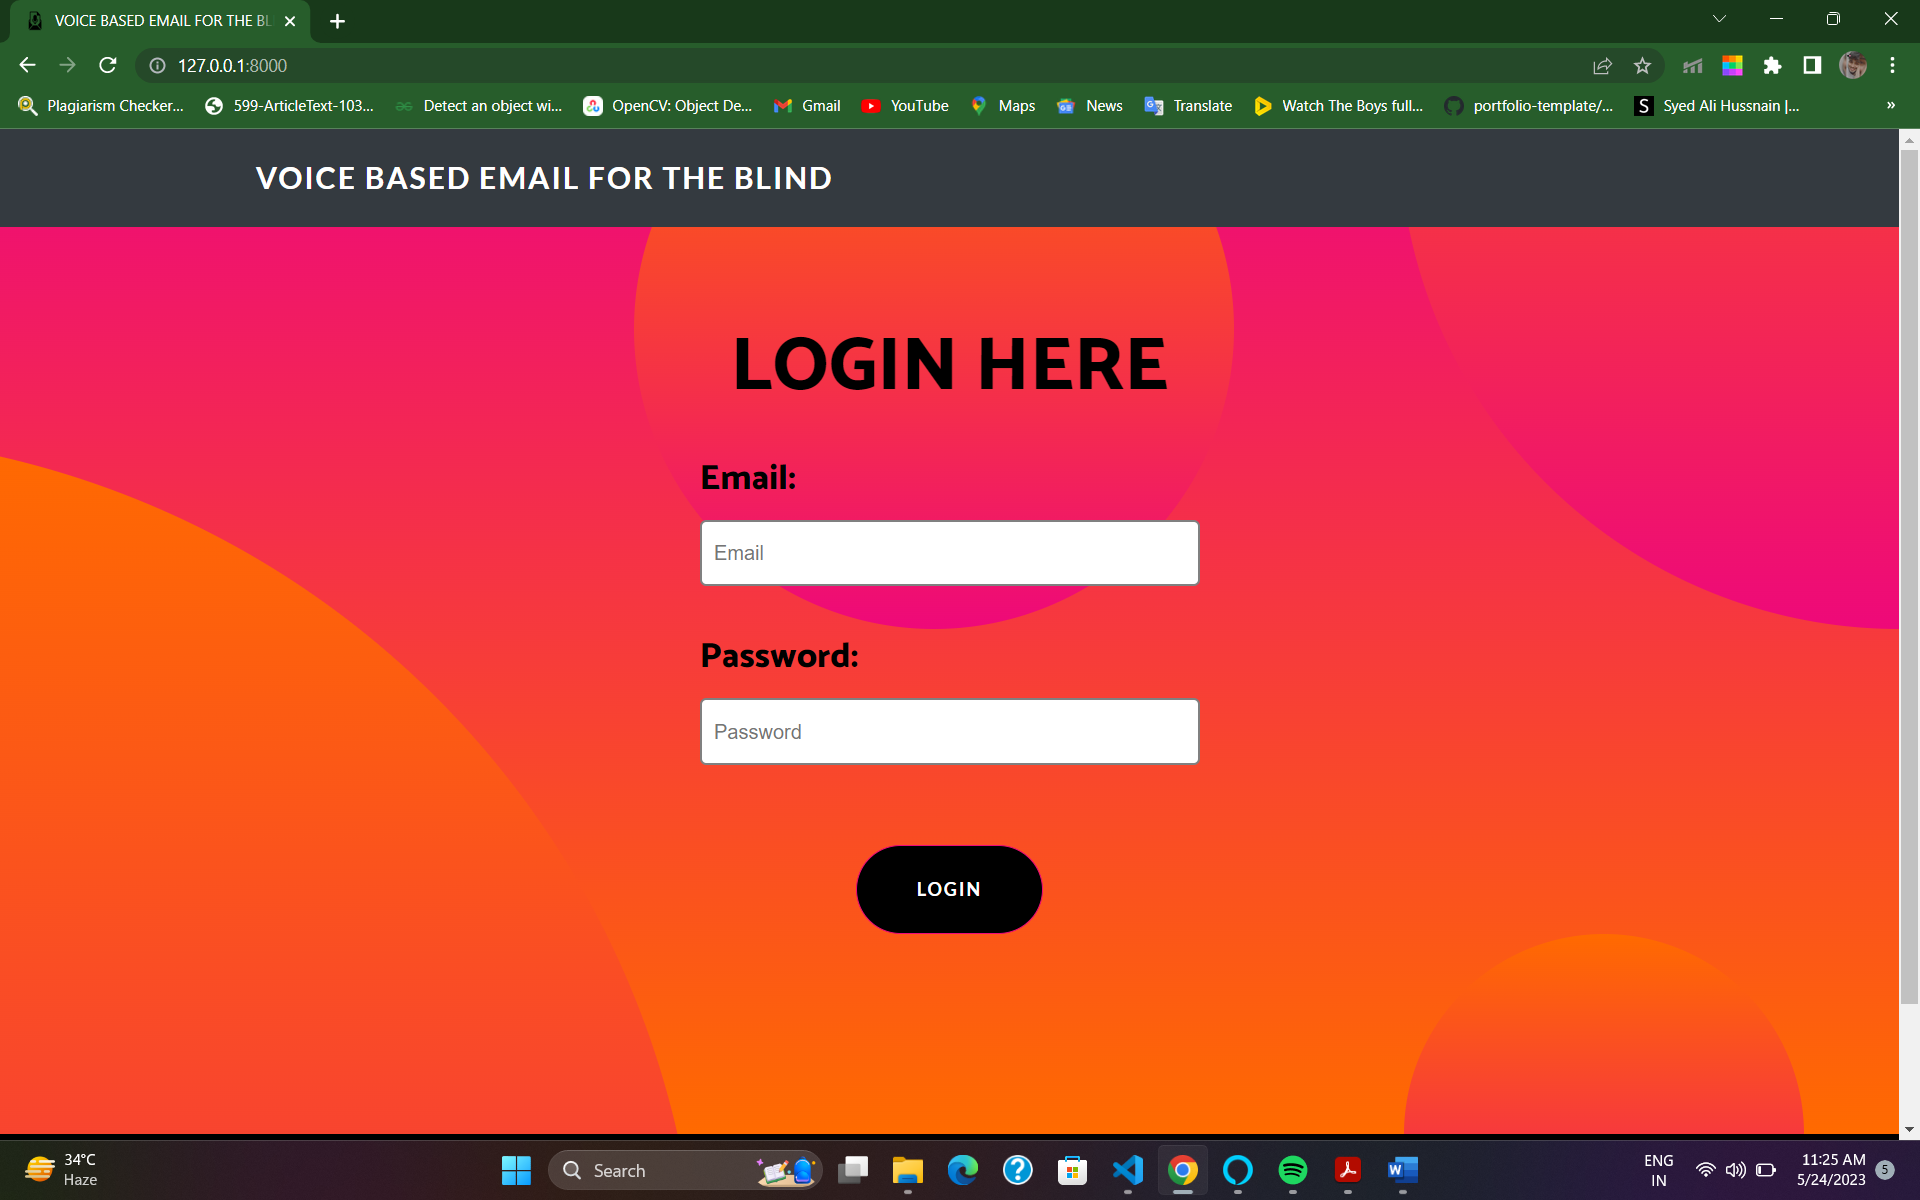 VOICE BASED EMAIL FOR THE BL
127.0.0.1:8000
Plagiarism Checker... 599-ArticleText-103... Detect an object wi... OpenCV: Object De... Gmail YouTube Maps News Translate Watch The Boys full... portfolio-template/... S Syed Ali Hussnain |... »
VOICE BASED EMAIL FOR THE BLIND
LOGIN HERE
Email:
Email
Password:
Password
LOGIN
34°C
Haze
Search
ENG
IN
11:25 AM
5/24/2023
5